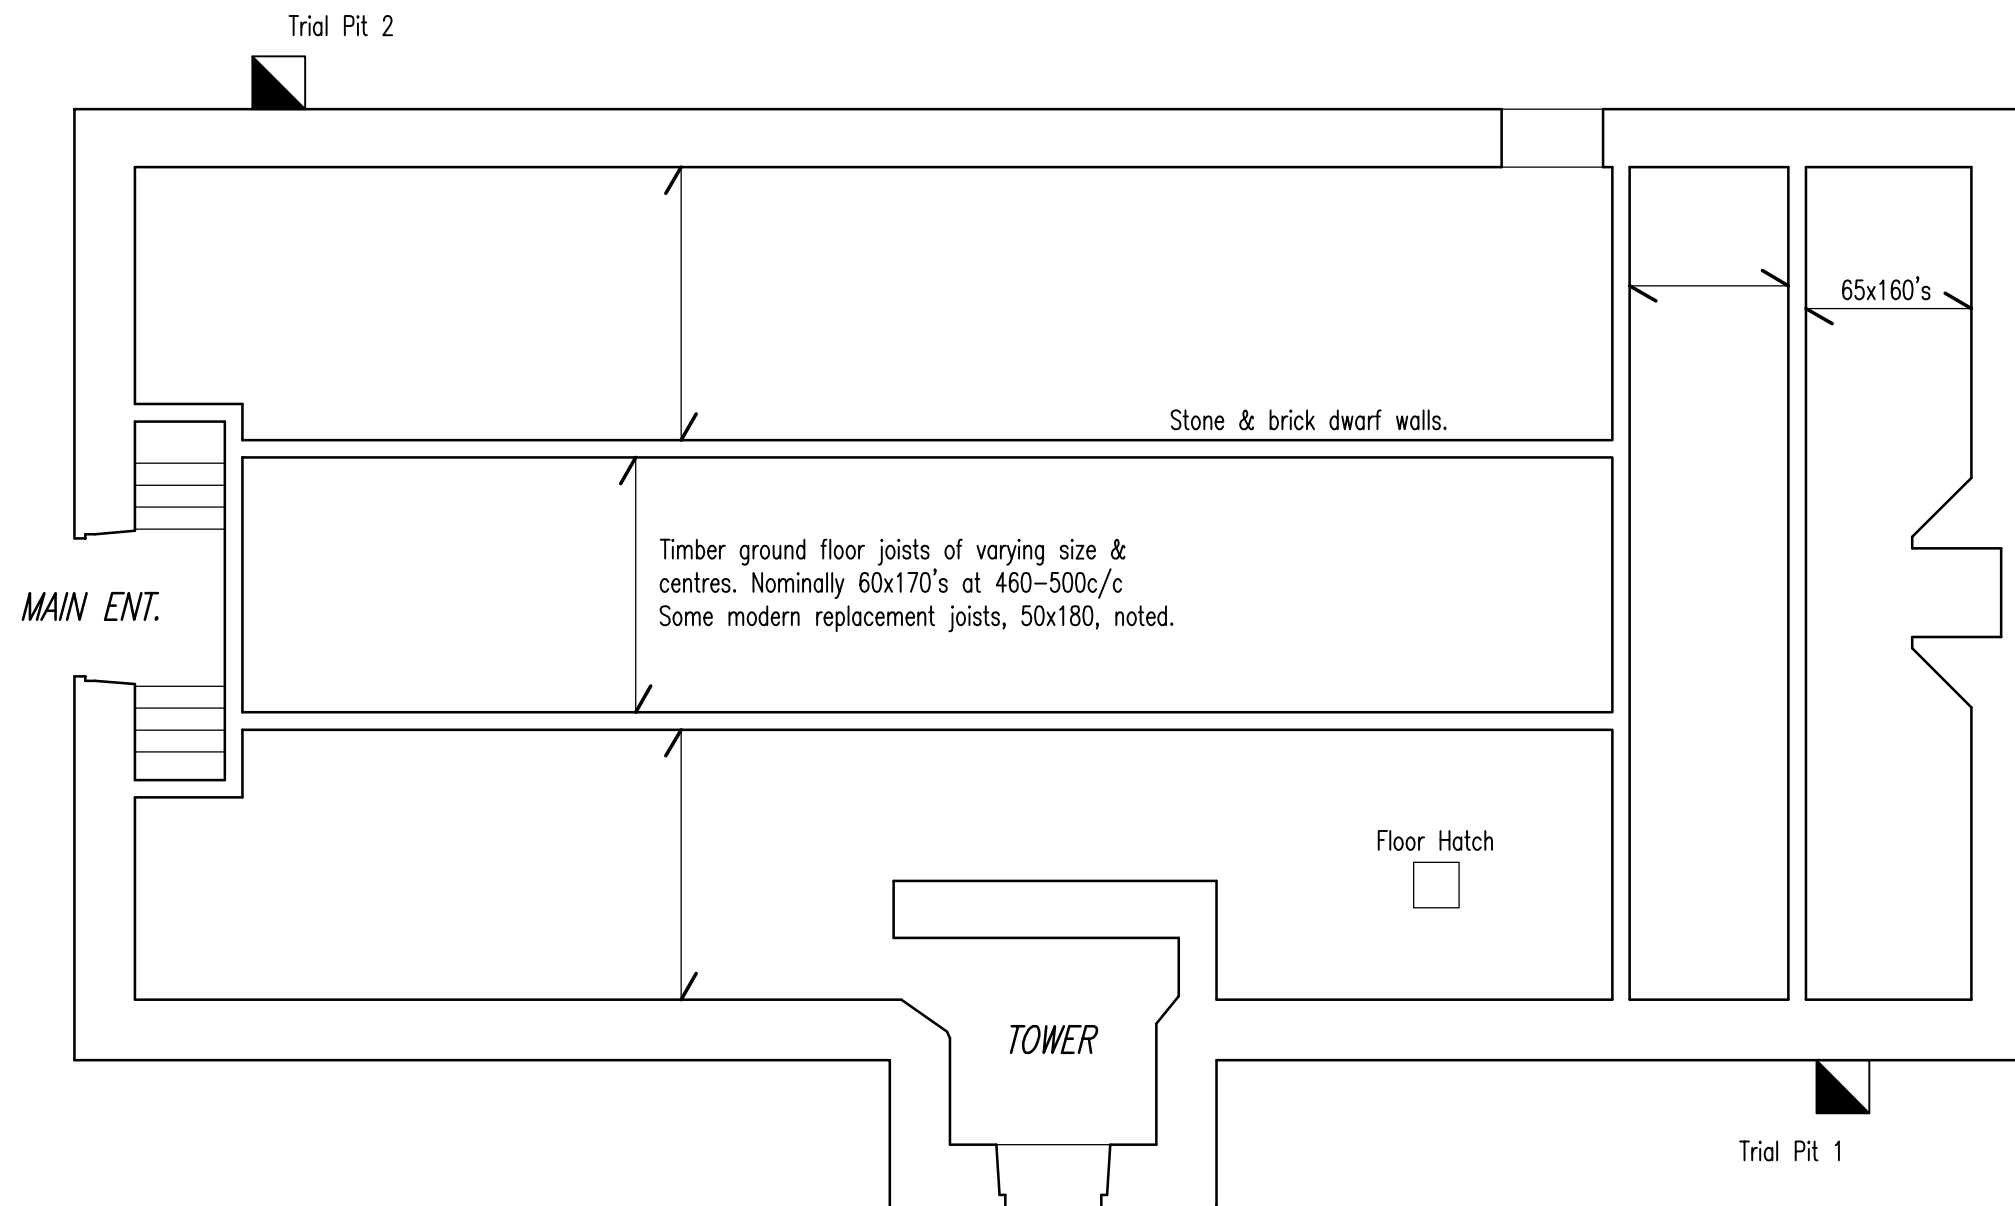 Trial Pit 2
65x160's
Stone & brick dwarf walls.
Timber ground floor joists of varying size &
centres. Nominally 60x170's at 460-500c/c
Some modern replacement joists, 50x180, noted.
MAIN ENT.
Floor Hatch
TOWER
Trial Pit 1